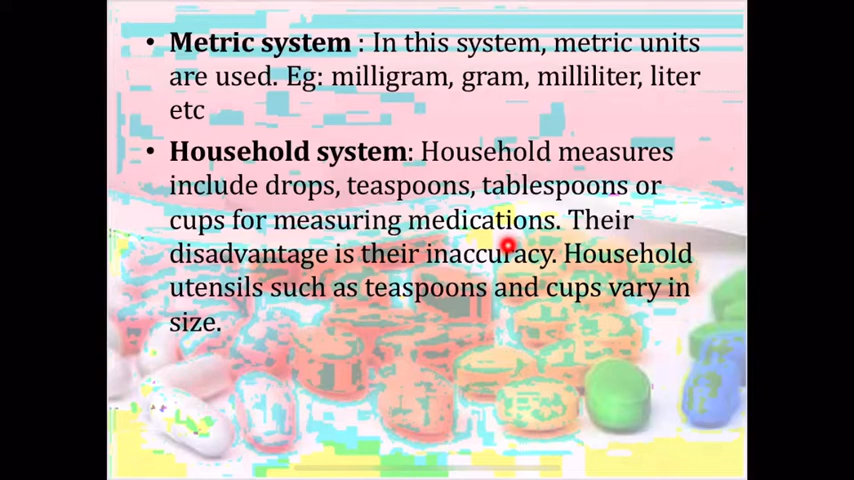 • Metric system : In this system, metric units
are used. Eg: milligram, gram, milliliter, liter
etc
• Household system: Household measures
include drops, teaspoons, tablespoons or
cups for measuring medications. Their
disadvantage is their inaccuracy. Household
utensils such as teaspoons and cups vary in
size.